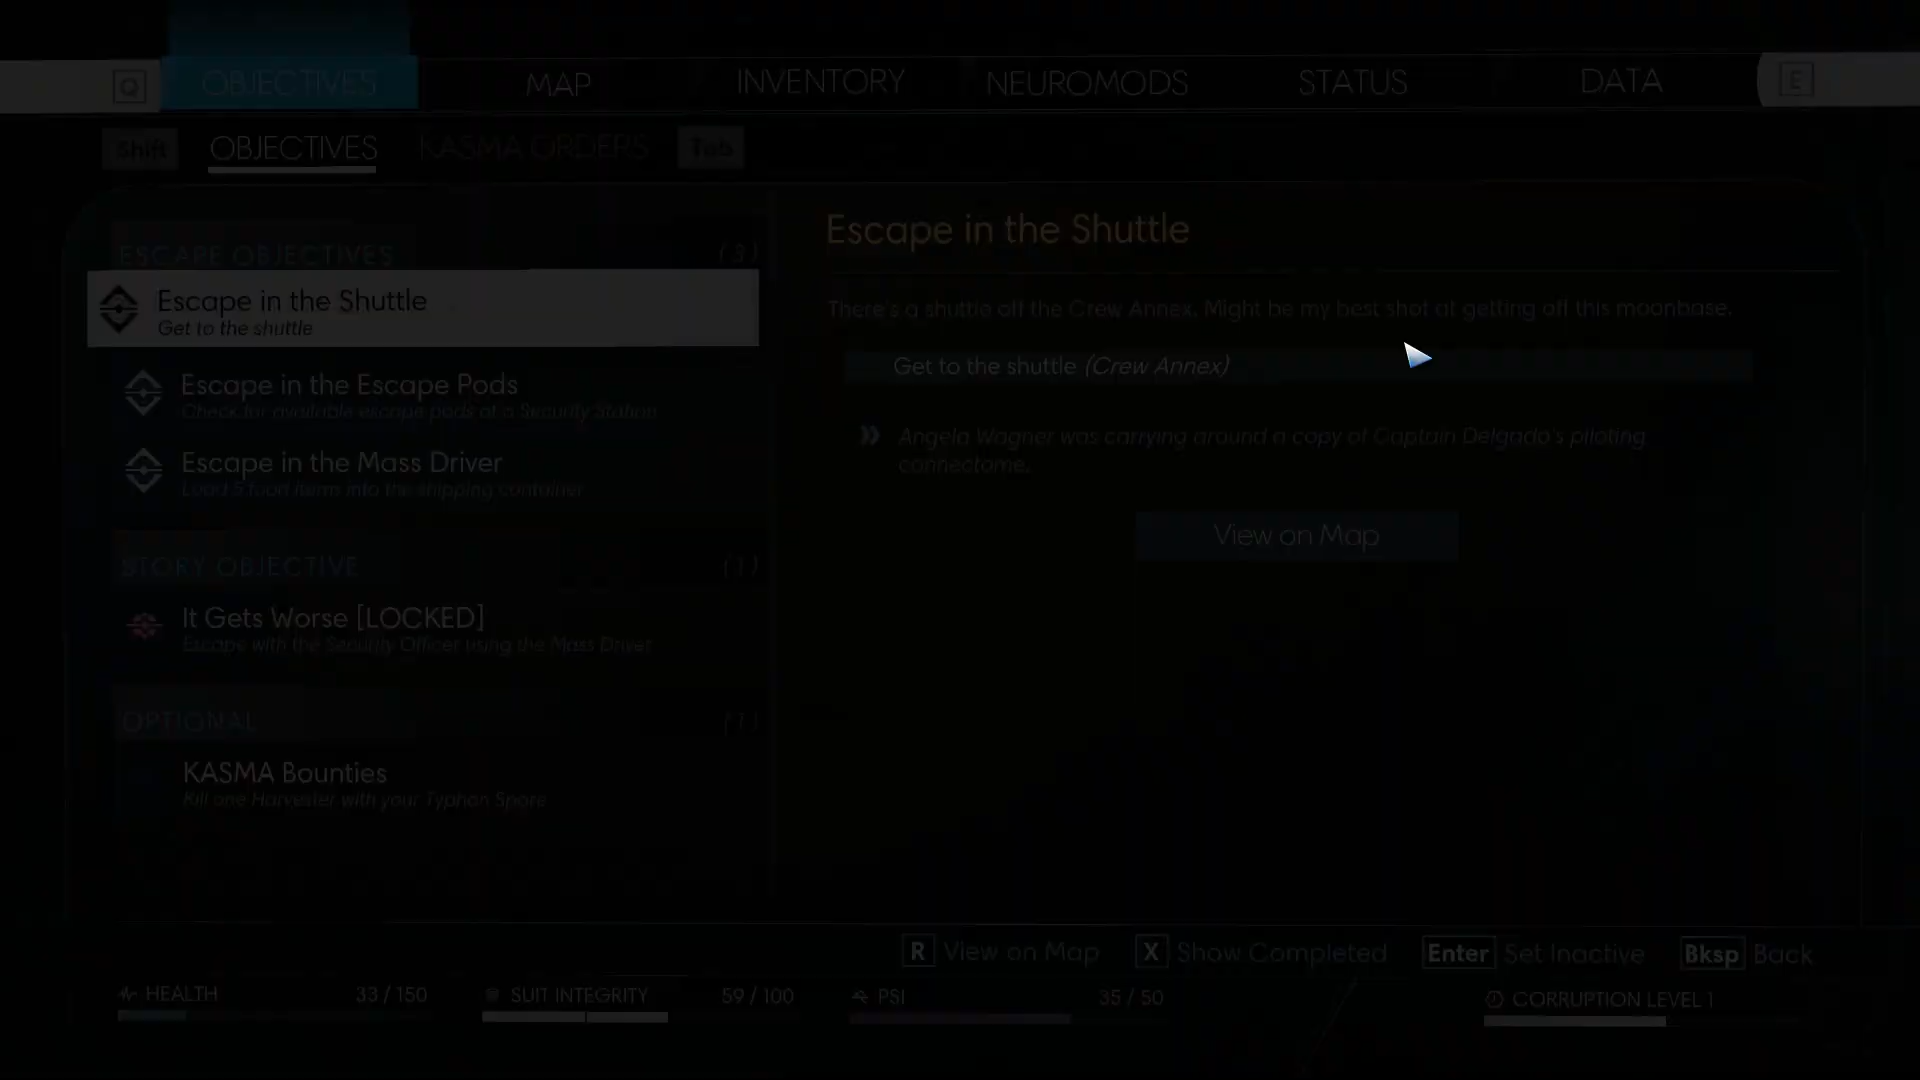 Q OBJECTIVES MAP INVENTORY NEUROMODS STATUS DATA E
Shift OBJECTIVES KASMA ORDERS Tab
ESCAPE OBJECTIVES (3)
Escape in the Shuttle
Get to the shuttle
Escape in the Escape Pods
Check for available escape pods at a Security Station
Escape in the Mass Driver
Load 5 food items into the shipping container
STORY OBJECTIVE (1)
It Gets Worse [LOCKED]
Escape with the Security Officer using the Mass Driver
OPTIONAL (1)
KASMA Bounties
Kill one Harvester with your Typhon Spore
Escape in the Shuttle
There's a shuttle off the Crew Annex. Might be my best shot at getting off this moonbase.
Get to the shuttle (Crew Annex)
Angela Wagner was carrying around a copy of Captain Delgado's piloting
connectome.
View on Map
R View on Map X Show Completed Enter Set Inactive Bksp Back
HEALTH 33 / 150 SUIT INTEGRITY 59 / 100 PSI 35 / 50 CORRUPTION LEVEL 1